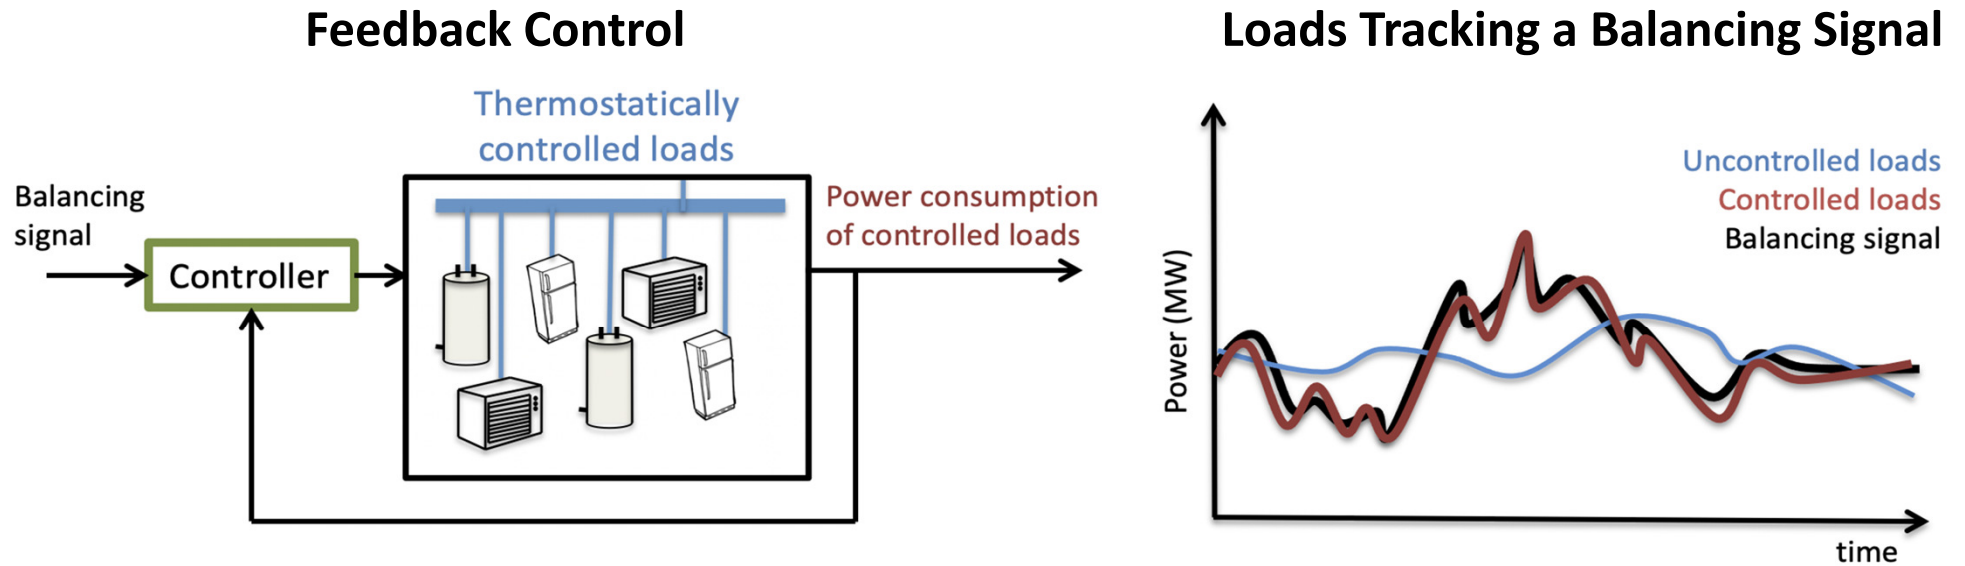 Feedback Control
Thermostatically
controlled loads
Balancing
signal
Controller
Power consumption
of controlled loads
Loads Tracking a Balancing Signal
Uncontrolled loads
Controlled loads
Balancing signal
Power (MW)
time